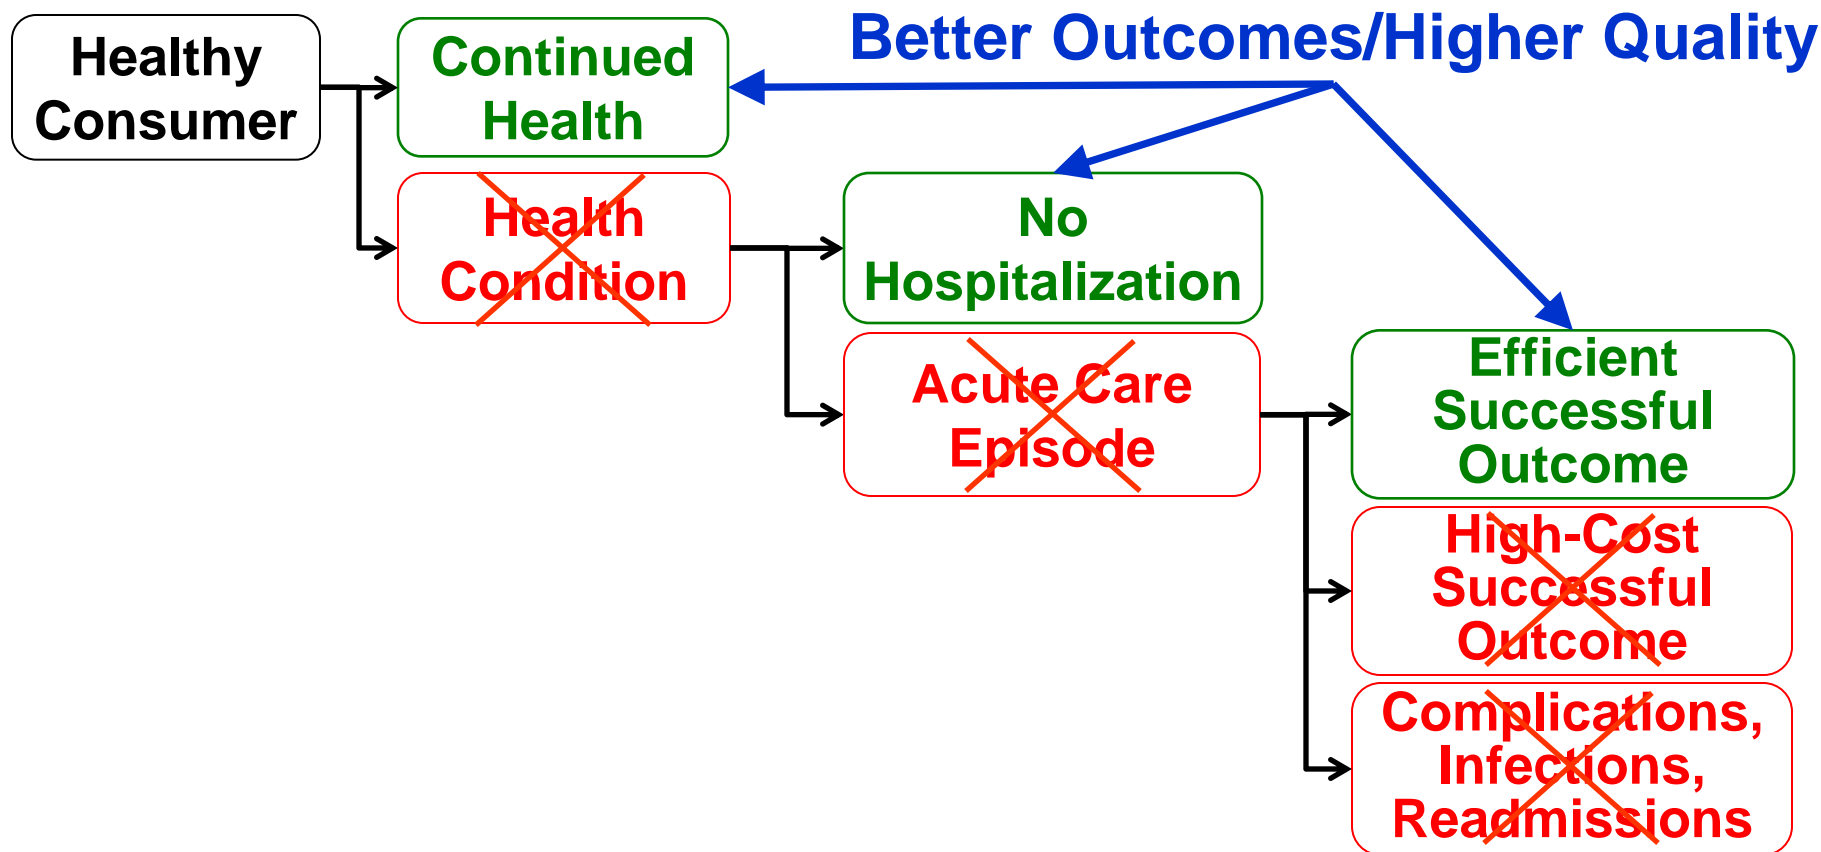 Better Outcomes/Higher Quality
Healthy
Consumer
Continued
Health
Health
Condition
No
Hospitalization
Acute Care
Episode
Efficient
Successful
Outcome
High-Cost
Successful
Outcome
Complications,
Infections,
Readmissions